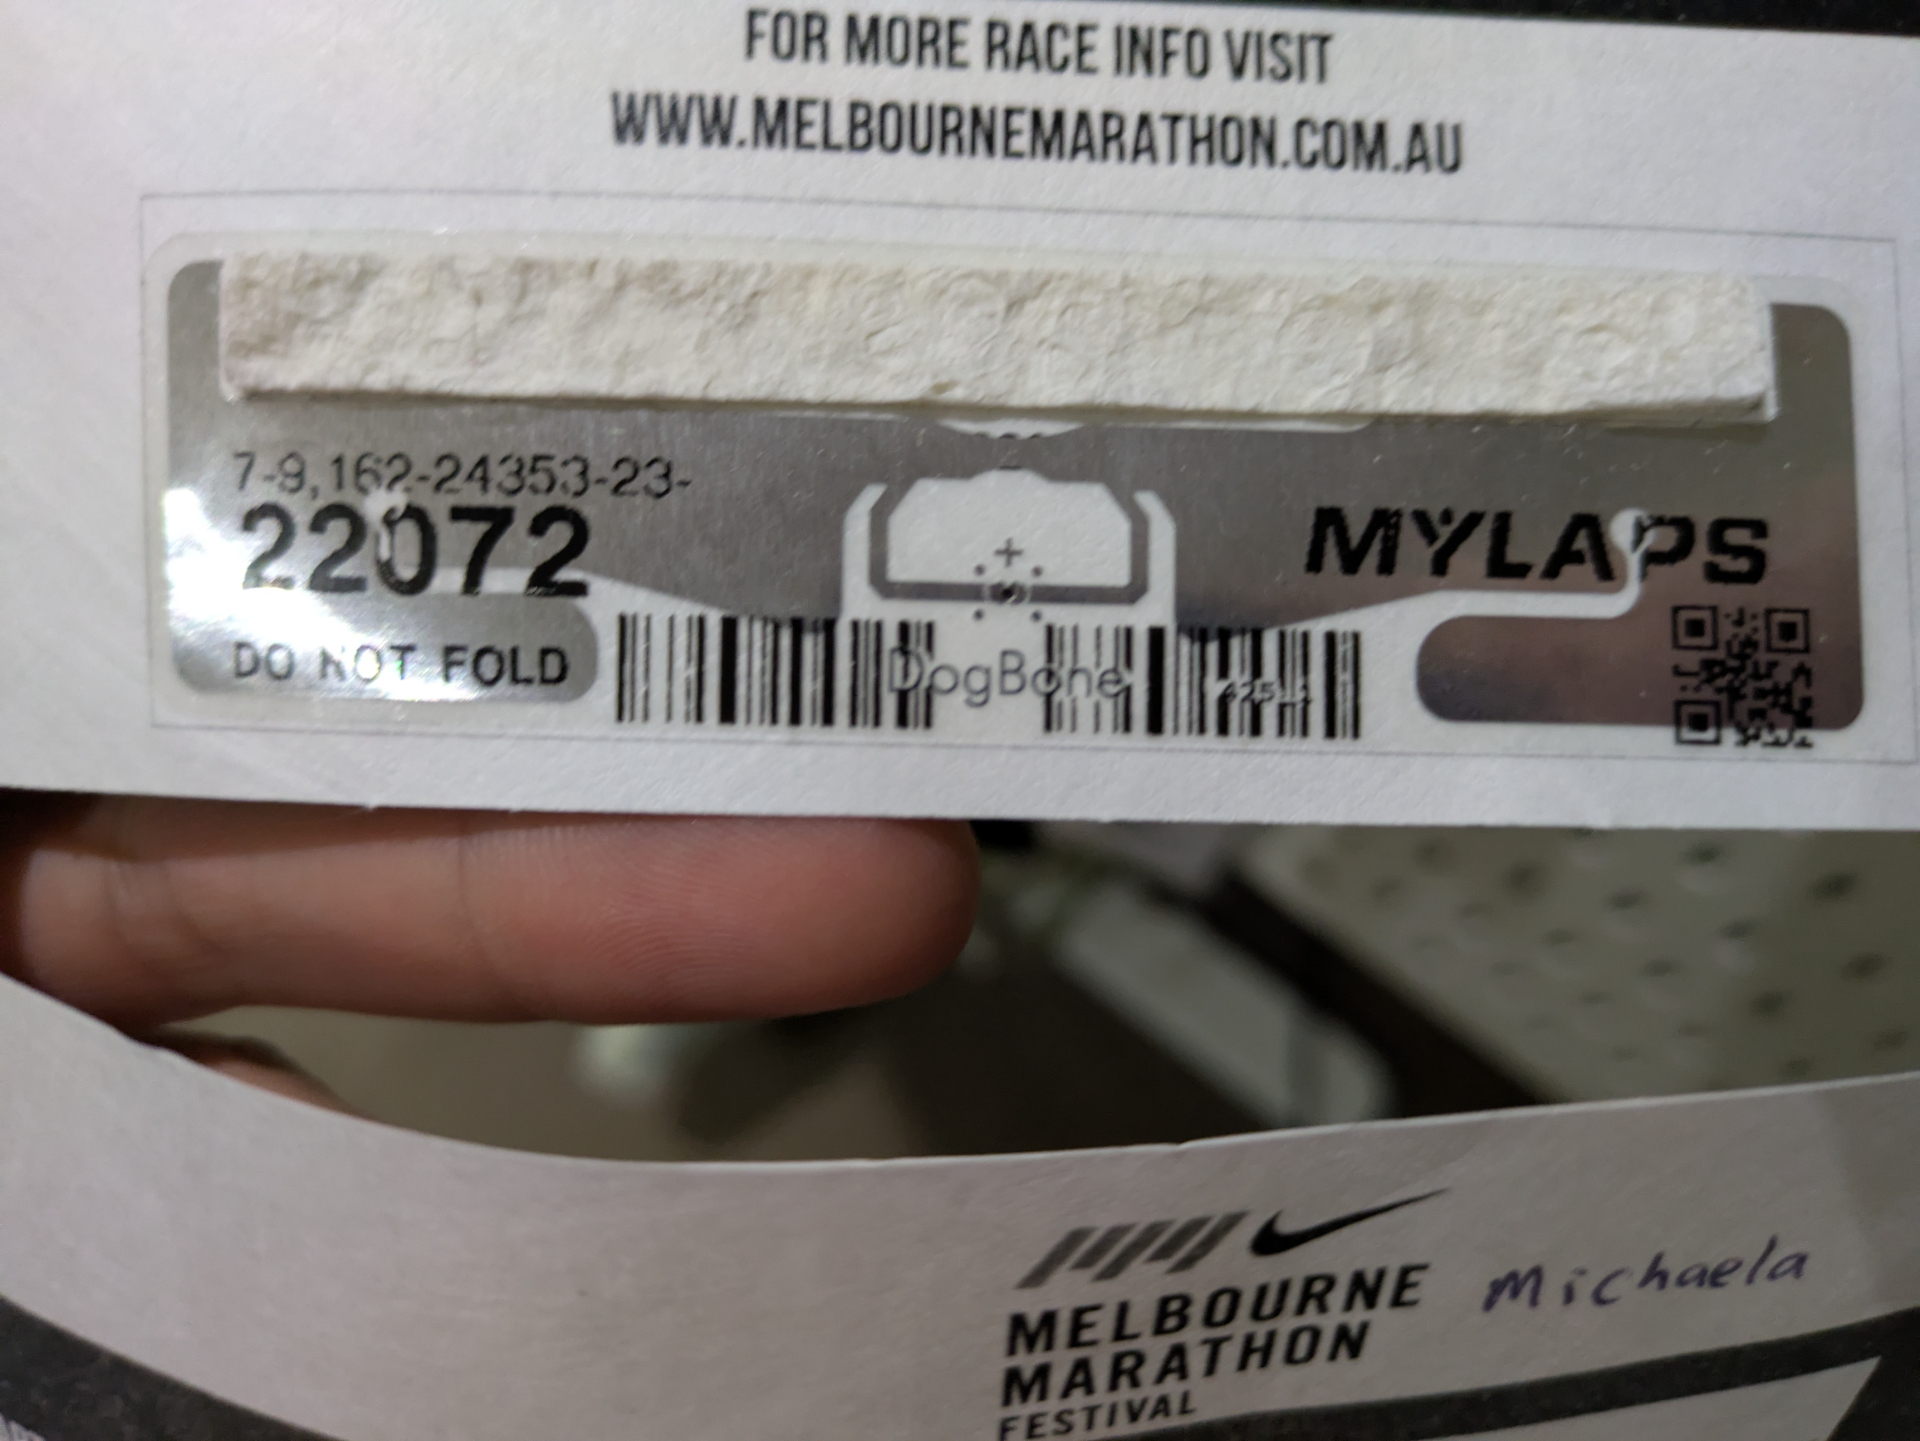 FOR MORE RACE INFO VISIT
WWW.MELBOURNEMARATHON.COM.AU
7-9,162-24353-23-
22072
MYLAPS
DO NOT FOLD
DogBone
MELBOURNE
MARATHON
FESTIVAL
Michaela